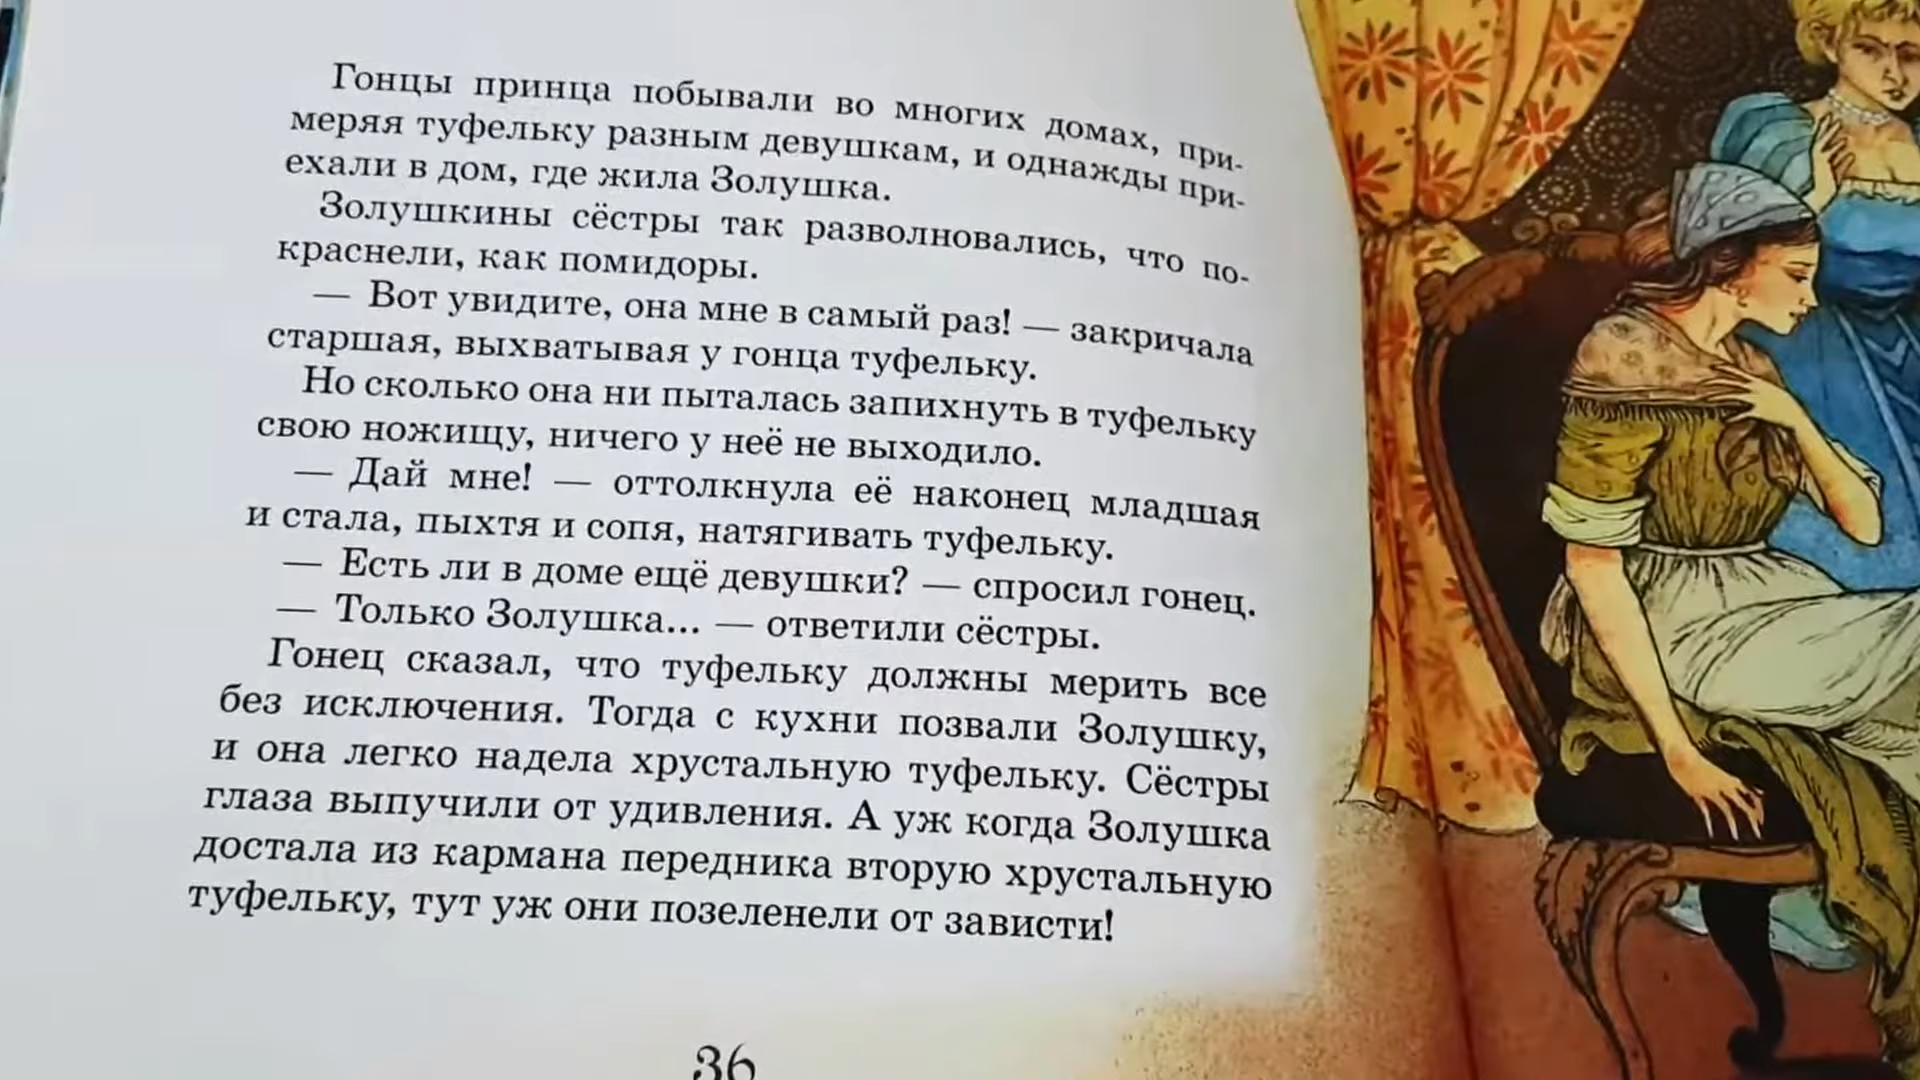 Гонцы принца побывали во многих домах, при-
меряя туфельку разным девушкам, и однажды при-
ехали в дом, где жила Золушка.
Золушкины сёстры так разволновались, что по-
краснели, как помидоры.
— Вот увидите, она мне в самый раз! — закричала
старшая, выхватывая у гонца туфельку.
Но сколько она ни пыталась запихнуть в туфельку
свою ножищу, ничего у неё не выходило.
— Дай мне! — оттолкнула её наконец младшая
и стала, пыхтя и сопя, натягивать туфельку.
— Есть ли в доме ещё девушки? — спросил гонец.
— Только Золушка... — ответили сёстры.
Гонец сказал, что туфельку должны мерить все
без исключения. Тогда с кухни позвали Золушку,
и она легко надела хрустальную туфельку. Сёстры
глаза выпучили от удивления. А уж когда Золушка
достала из кармана передника вторую хрустальную
туфельку, тут уж они позеленели от зависти!
36